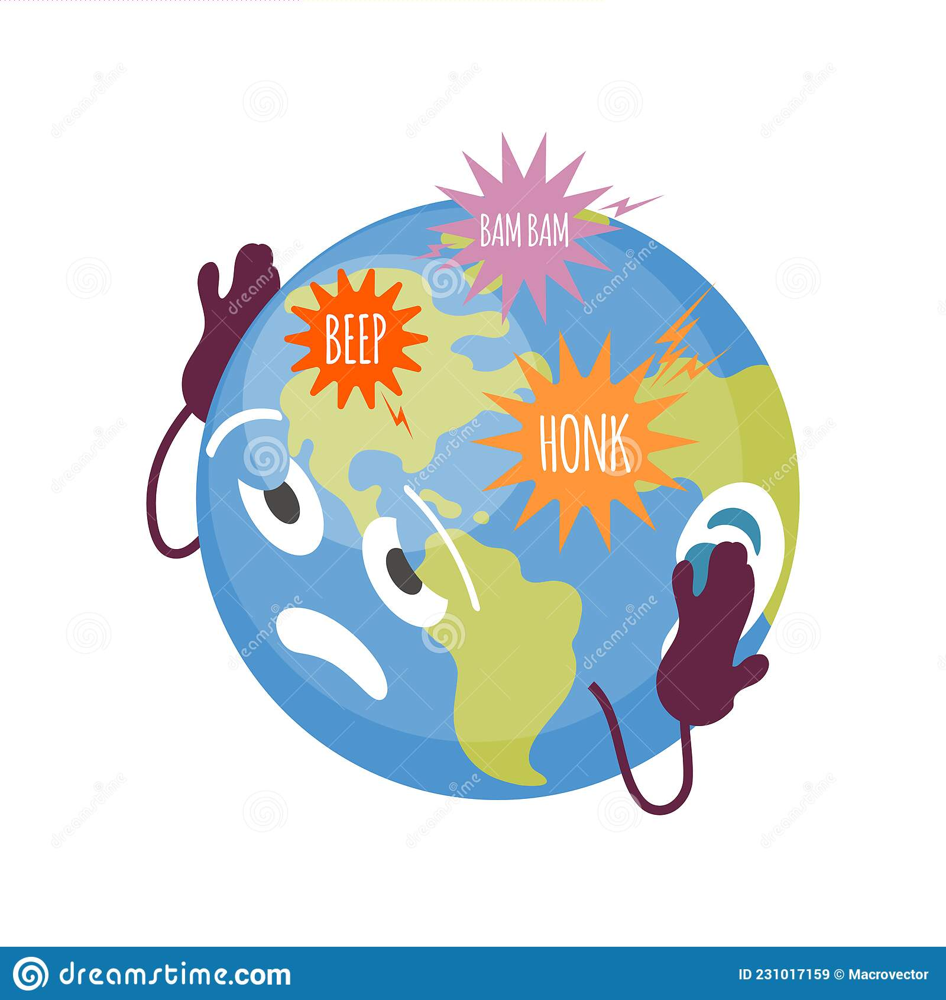 BAM BAM
BEEP
HONK
dreamstime.com
ID 231017159 © Macrovector